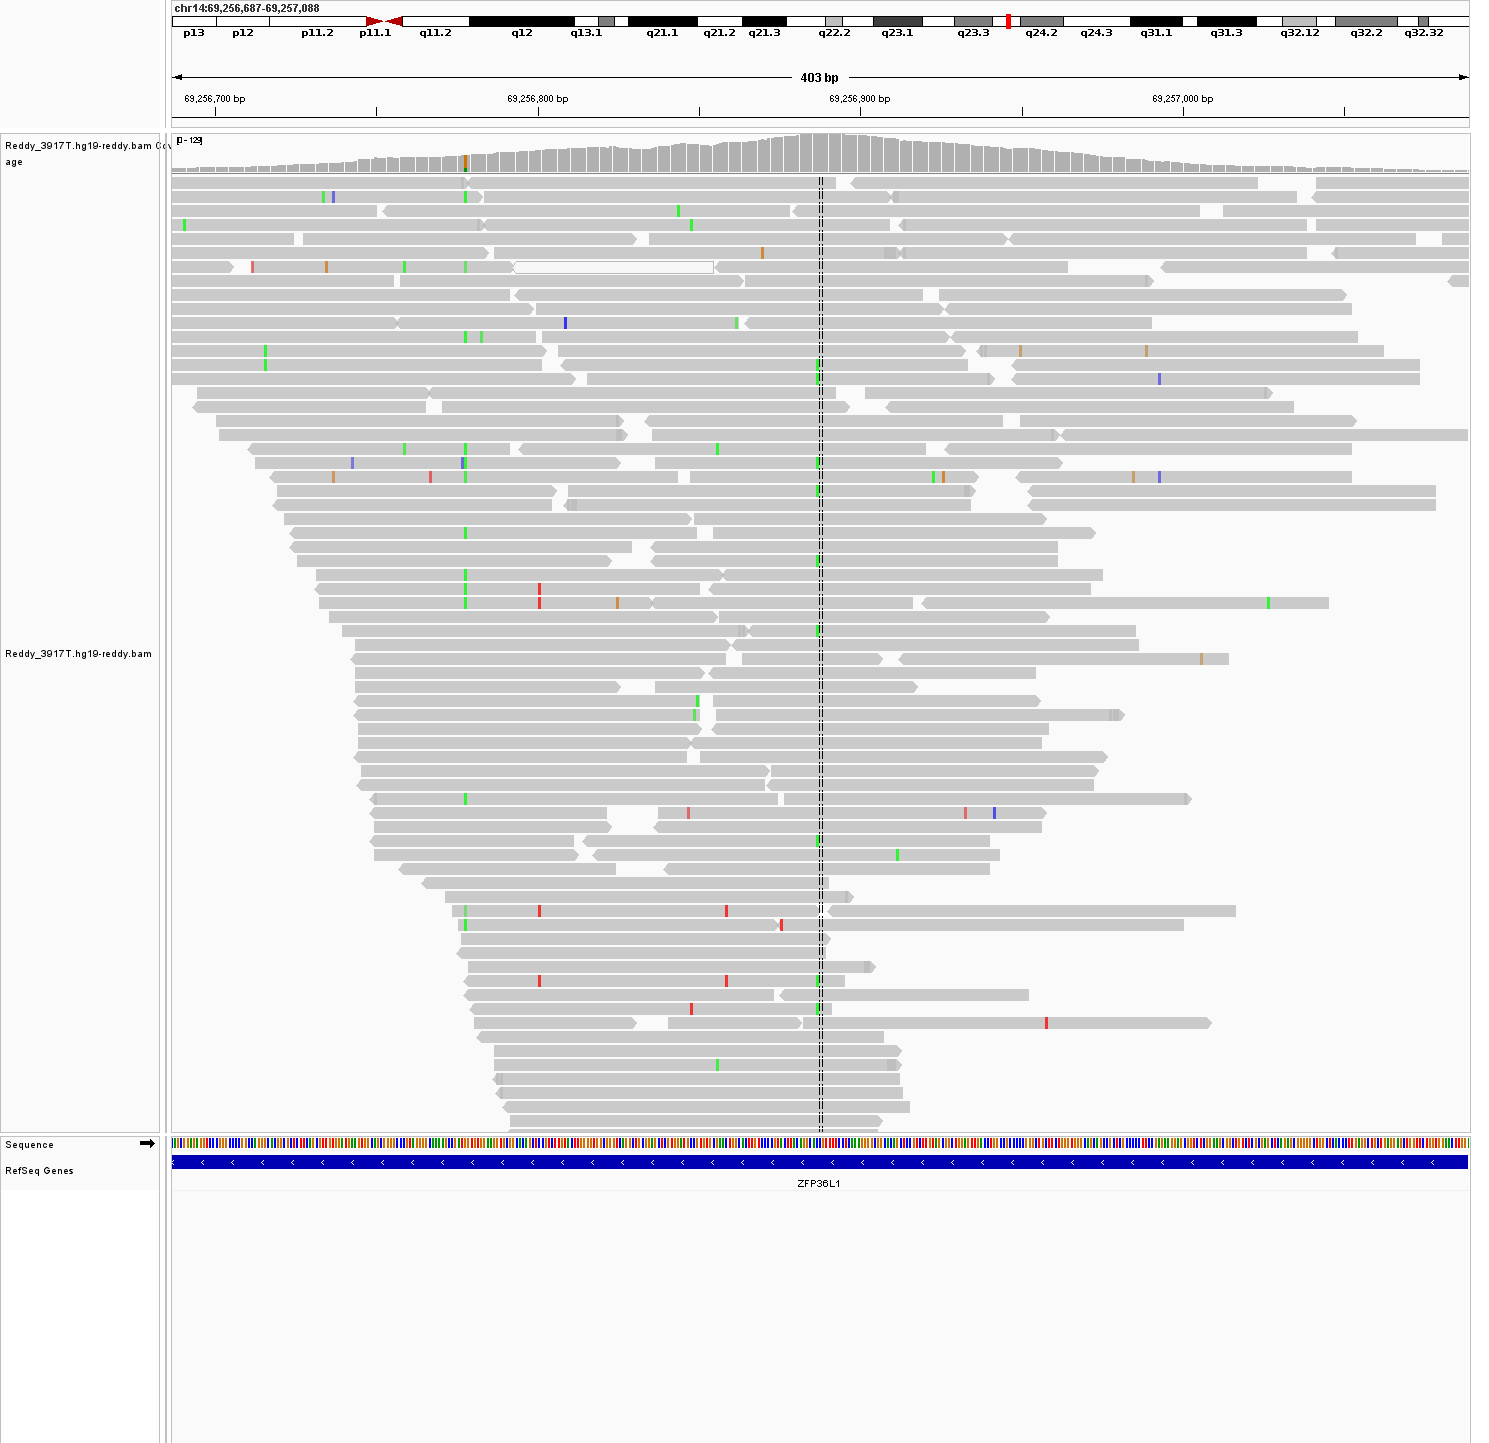 chr14:69,256,687-69,257,088
p13 p12 p11.2 p11.1 q11.2 q12 q13.1 q21.1 q21.2 q21.3 q22.2 q23.1 q23.3 q24.2 q24.3 q31.1 q31.3 q32.12 q32.2 q32.32
403 bp
69,256,700 bp 69,256,800 bp 69,256,900 bp 69,257,000 bp
Reddy_3917T.hg19-reddy.bam Cov
age
[0 - 129]
Reddy_3917T.hg19-reddy.bam
Sequence
RefSeq Genes
ZFP36L1